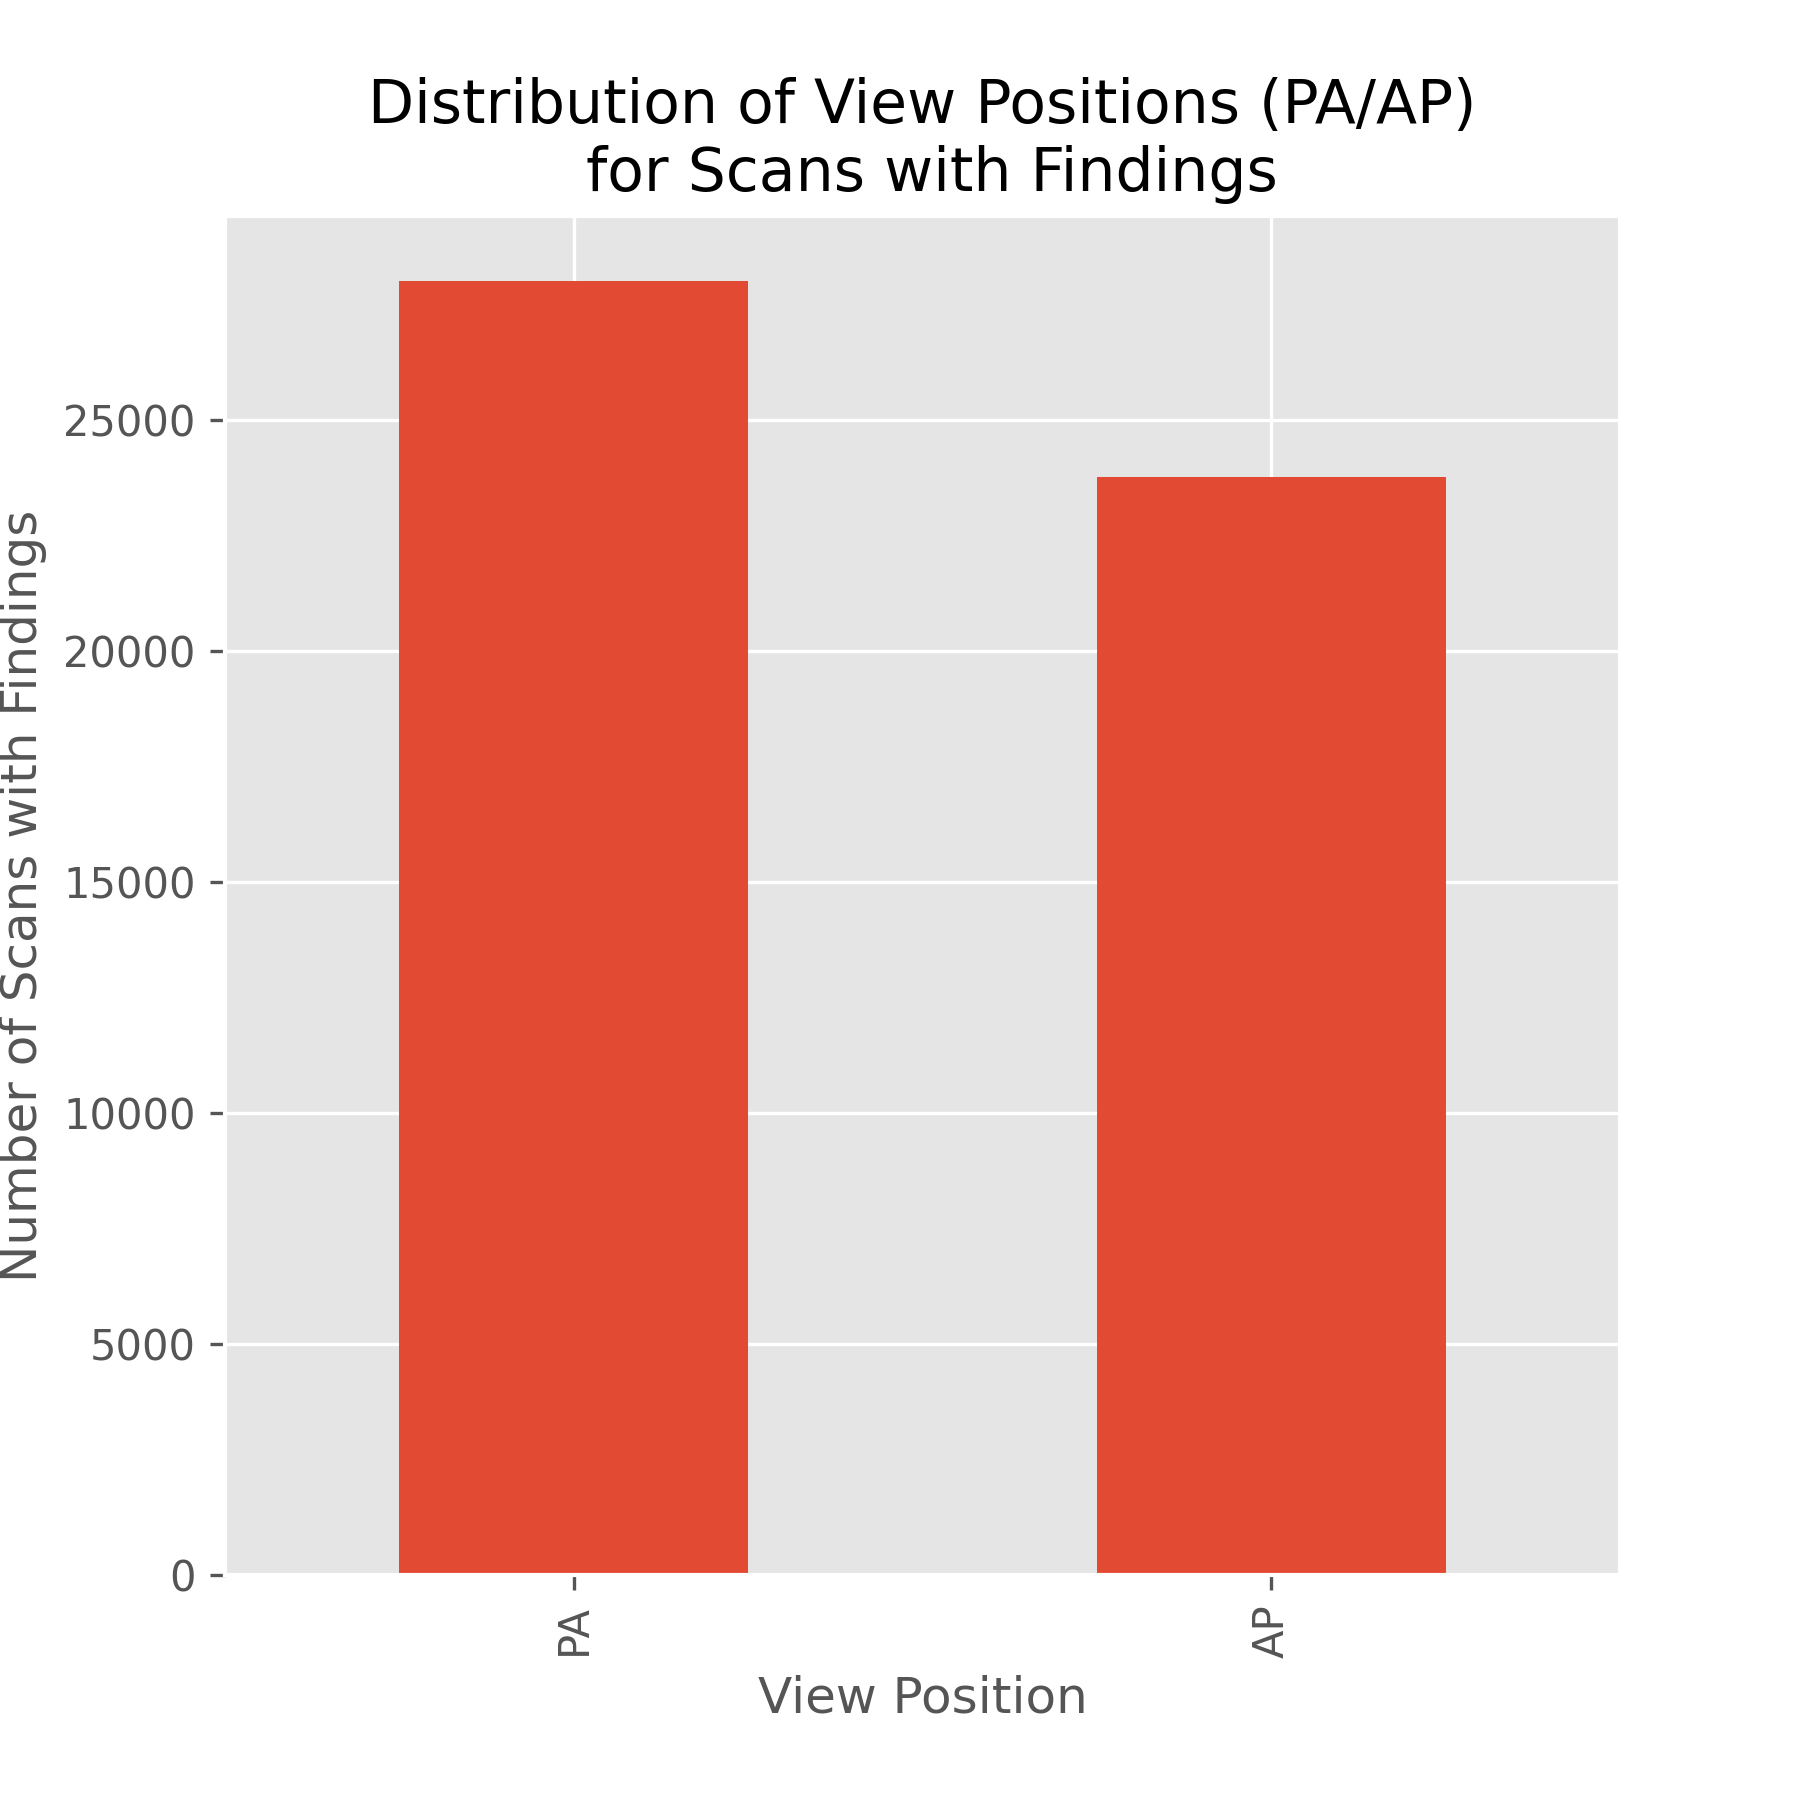 Distribution of View Positions (PA/AP)
for Scans with Findings
Number of Scans with Findings
25000
20000
15000
10000
5000
0
PA
AP
View Position